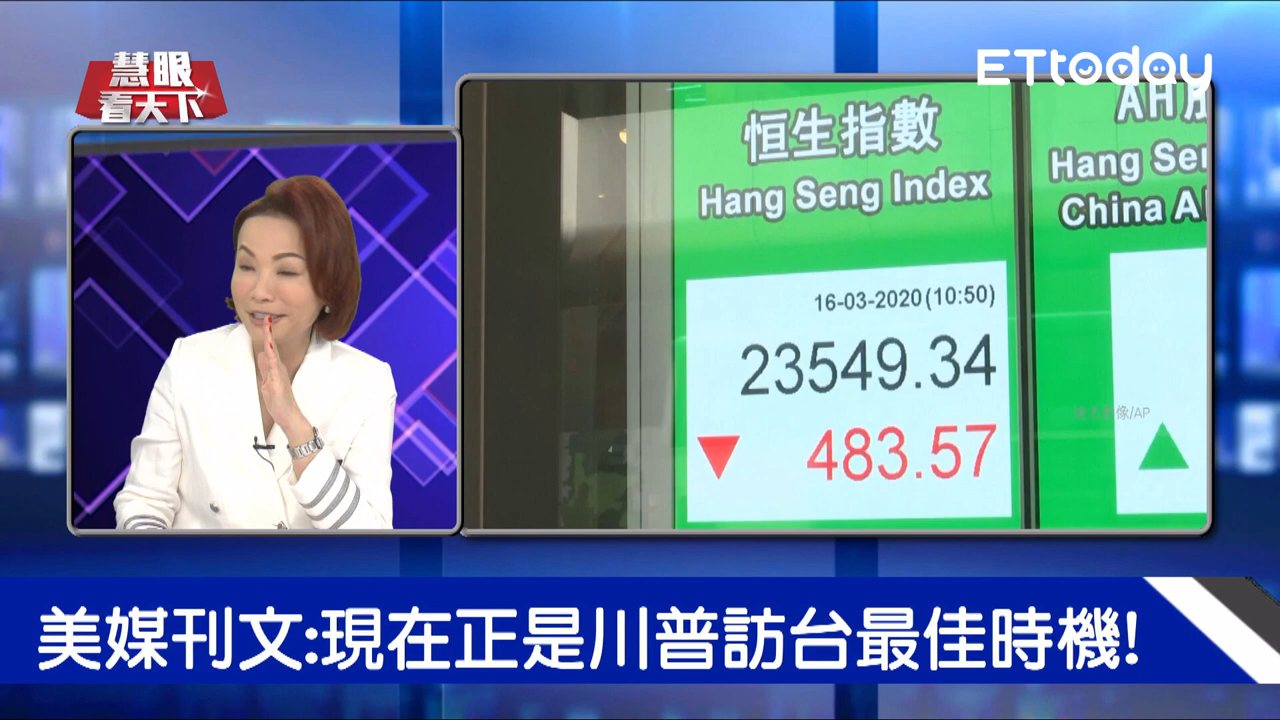 慧眼
看天下
ETtoday
恒生指數
Hang Seng Index
16-03-2020(10:50)
23549.34
▼ 483.57
AH
Hang Sen
China A
/AP
美媒刊文:現在正是川普訪台最佳時機!